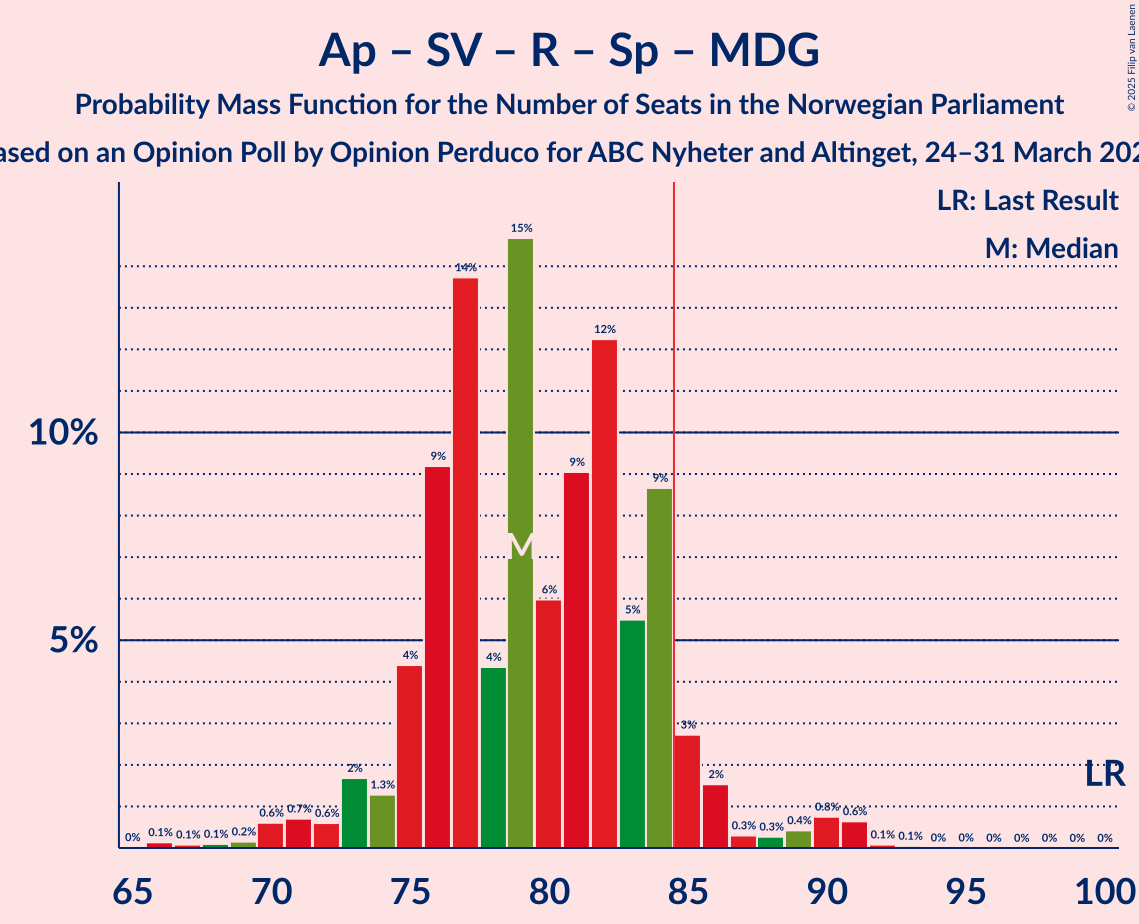 Ap – SV – R – Sp – MDG
Probability Mass Function for the Number of Seats in the Norwegian Parliament
ased on an Opinion Poll by Opinion Perduco for ABC Nyheter and Altinget, 24–31 March 202
© 2025 Filip van Laenen
LR: Last Result
M: Median
10%
5%
0% 0.1% 0.1% 0.1% 0.2% 0.6% 0.7% 0.6% 2% 1.3% 4% 9% 14% 4% 15% 6% 9% 12% 5% 9% 3% 2% 0.3% 0.3% 0.4% 0.8% 0.6% 0.1% 0.1% 0% 0% 0% 0% 0% 0% 0%
M
LR
65 70 75 80 85 90 95 100